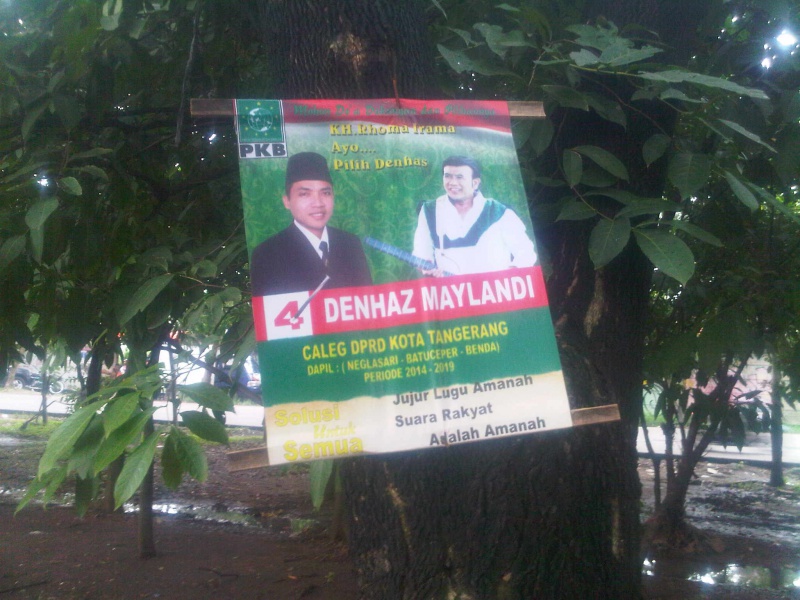 PKB
KH Rhoma Irama
Ayo....
Pilih Denhas
4 DENHAZ MAYLANDI
CALEG DPRD KOTA TANGERANG
DAPIL : ( NEGLASARI - BATUCEPER - BENDA)
PERIODE 2014 - 2019
Solusi
Untuk
Semua
Jujur Lugu Amanah
Suara Rakyat
Adalah Amanah